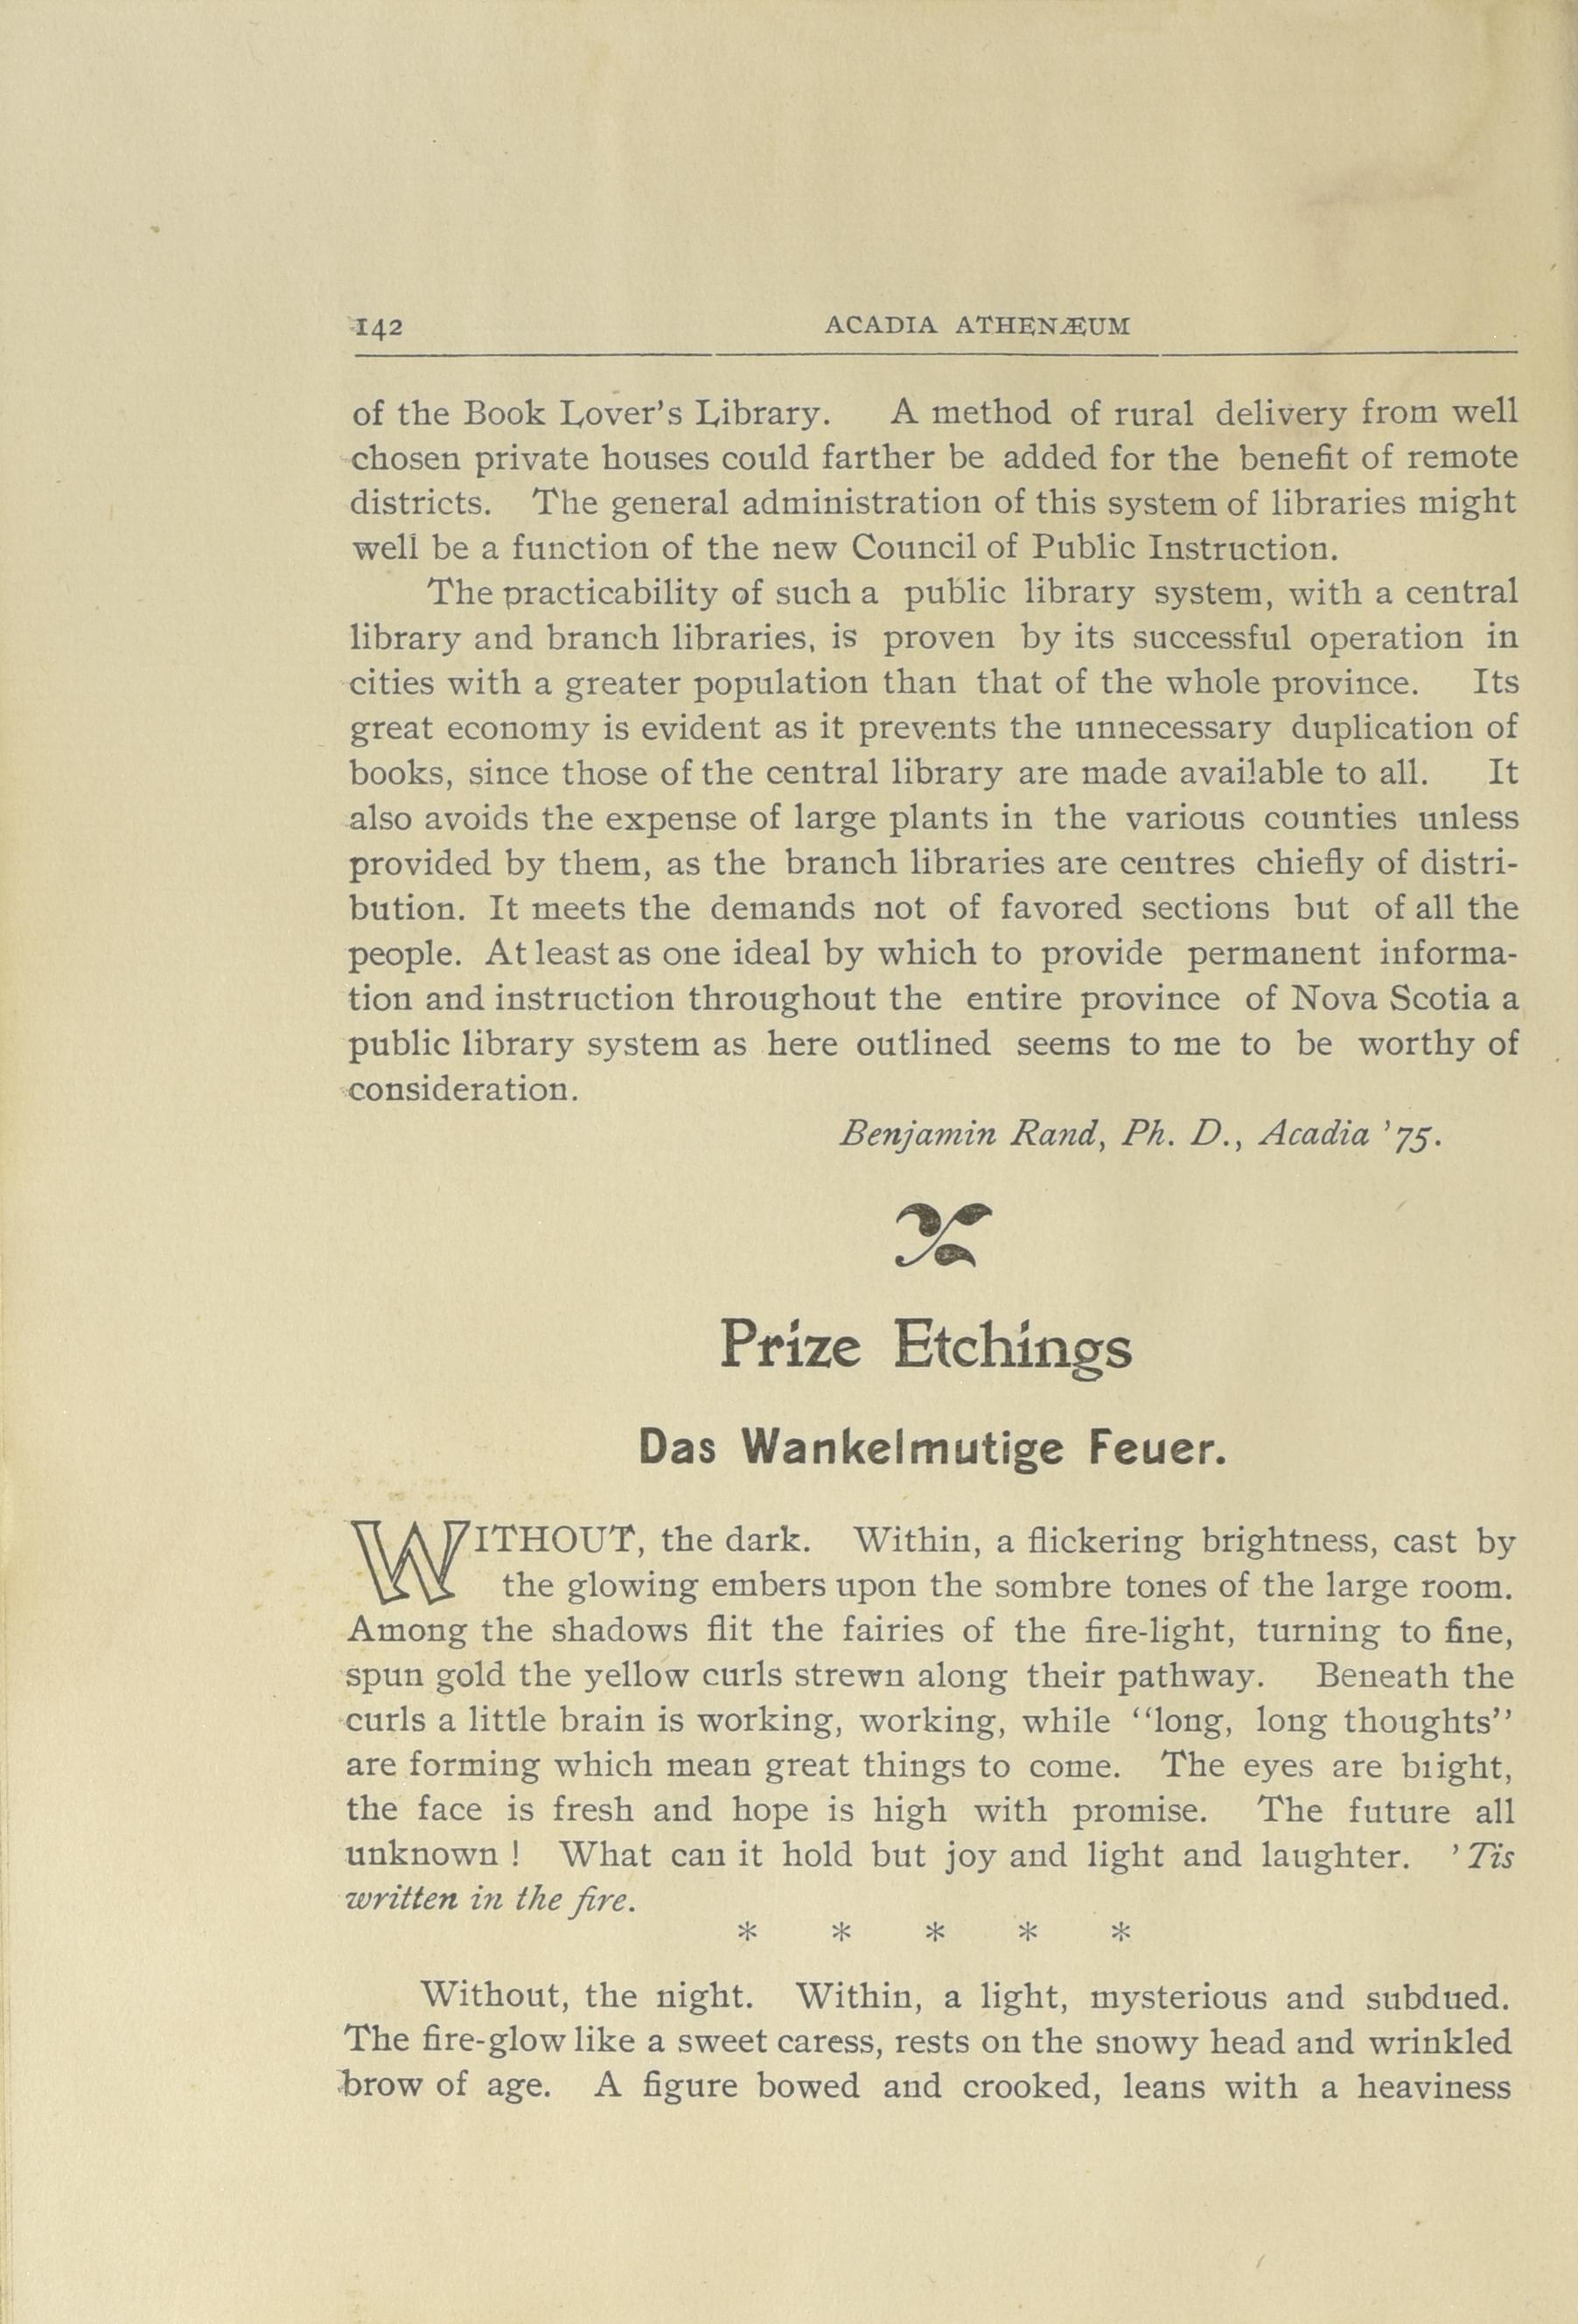 142 ACADIA ATHENÆUM
of the Book Lover's Library. A method of rural delivery from well
chosen private houses could farther be added for the benefit of remote
districts. The general administration of this system of libraries might
well be a function of the new Council of Public Instruction.
The practicability of such a public library system, with a central
library and branch libraries, is proven by its successful operation in
cities with a greater population than that of the whole province. Its
great economy is evident as it prevents the unnecessary duplication of
books, since those of the central library are made available to all. It
also avoids the expense of large plants in the various counties unless
provided by them, as the branch libraries are centres chiefly of distri-
bution. It meets the demands not of favored sections but of all the
people. At least as one ideal by which to provide permanent informa-
tion and instruction throughout the entire province of Nova Scotia a
public library system as here outlined seems to me to be worthy of
consideration.
Benjamin Rand, Ph. D., Acadia '75.
Prize Etchings
Das Wankelmutige Feuer.
WITHOUT, the dark. Within, a flickering brightness, cast by
the glowing embers upon the sombre tones of the large room.
Among the shadows flit the fairies of the fire-light, turning to fine,
spun gold the yellow curls strewn along their pathway. Beneath the
curls a little brain is working, working, while "long, long thoughts"
are forming which mean great things to come. The eyes are bright,
the face is fresh and hope is high with promise. The future all
unknown ! What can it hold but joy and light and laughter. 'Tis
written in the fire.
* * * * *
Without, the night. Within, a light, mysterious and subdued.
The fire-glow like a sweet caress, rests on the snowy head and wrinkled
brow of age. A figure bowed and crooked, leans with a heaviness